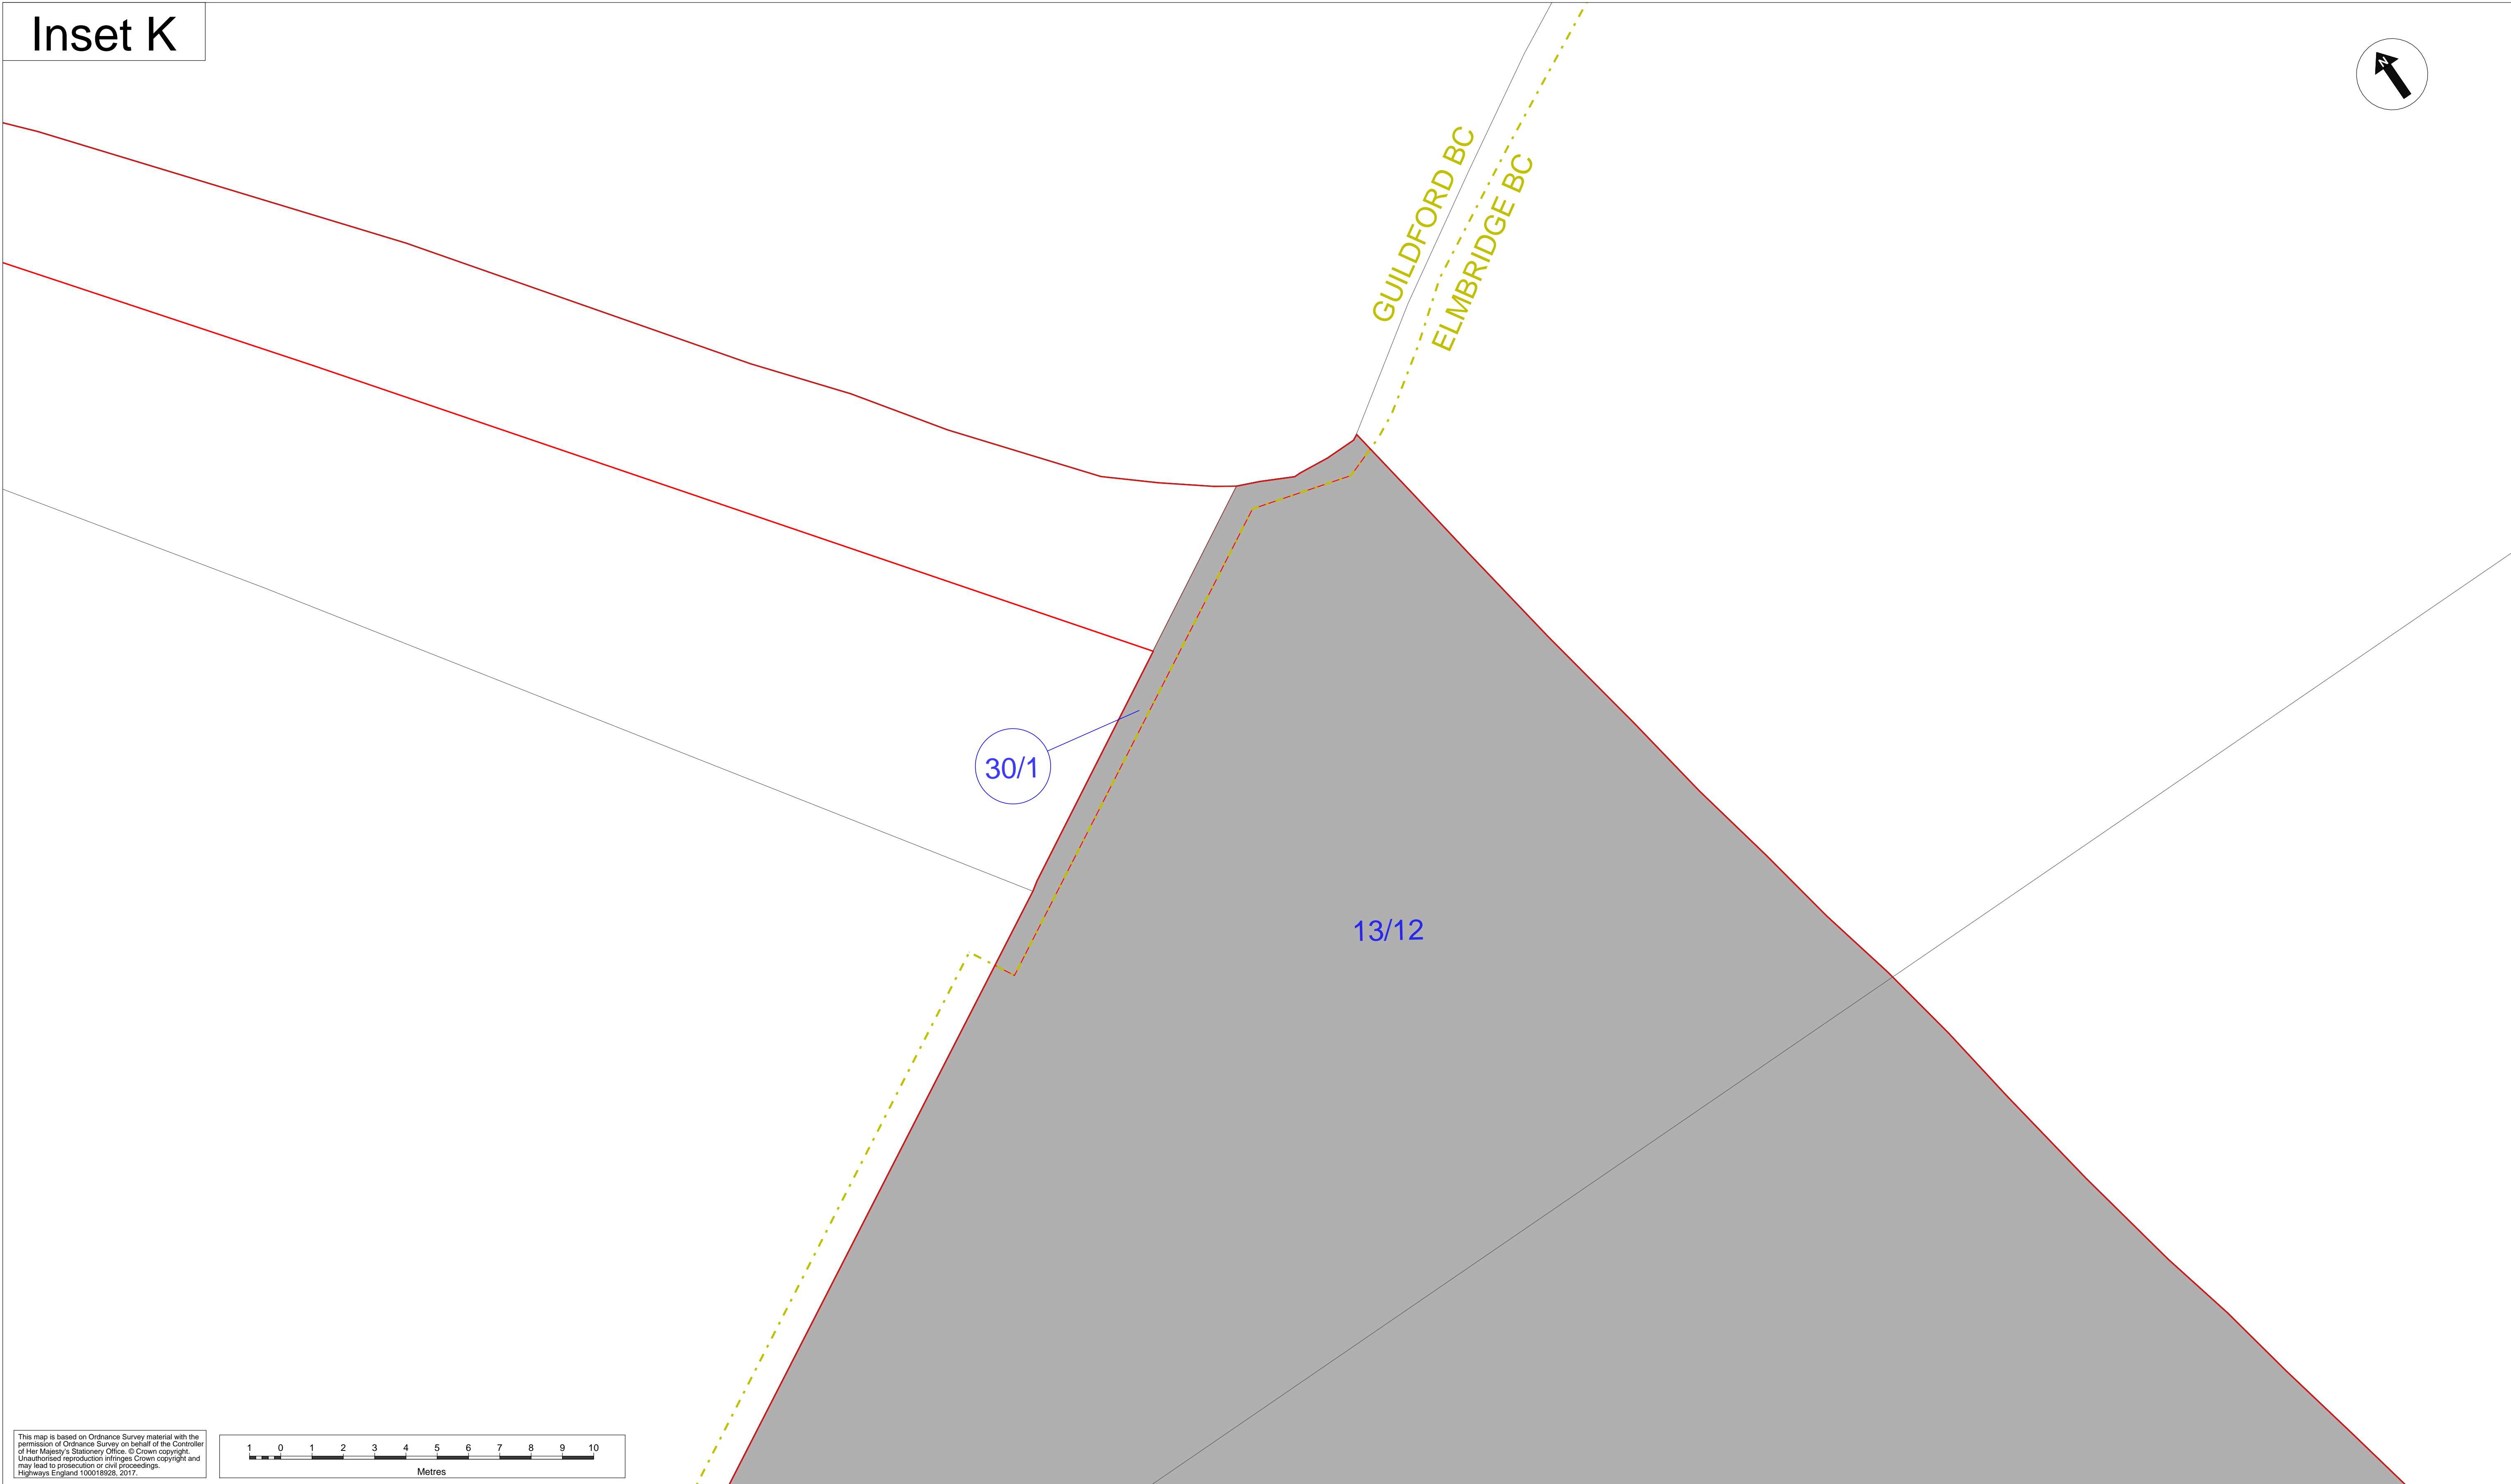 Inset K
N
GUILDFORD BC
ELMBRIDGE BC
30/1
13/12
This map is based on Ordnance Survey material with the
permission of Ordnance Survey on behalf of the Controller
of Her Majesty's Stationery Office. © Crown copyright.
Unauthorised reproduction infringes Crown copyright and
may lead to prosecution or civil proceedings.
Highways England 100018928, 2017.
1 0 1 2 3 4 5 6 7 8 9 10
Metres